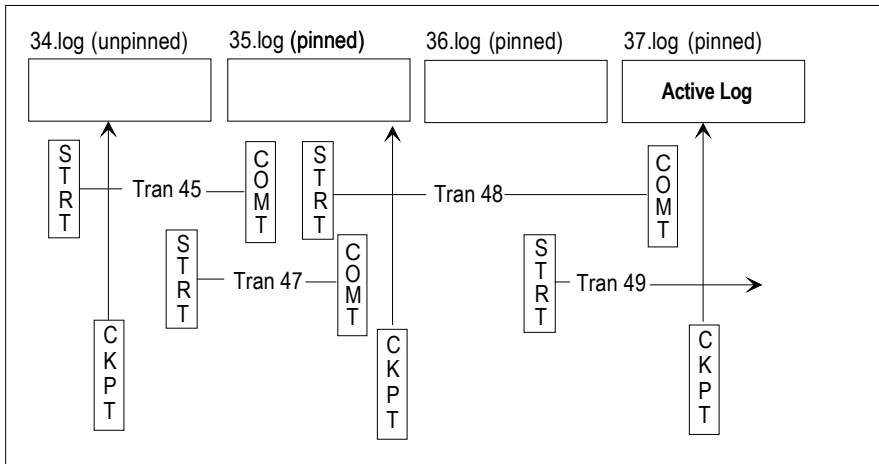 34.log (unpinned)
35.log (pinned)
36.log (pinned)
37.log (pinned)
Active Log
STRT
Tran 45
COMT
STRT
Tran 48
COMT
STRT
Tran 47
COMT
STRT
Tran 49
CKPT
CKPT
CKPT